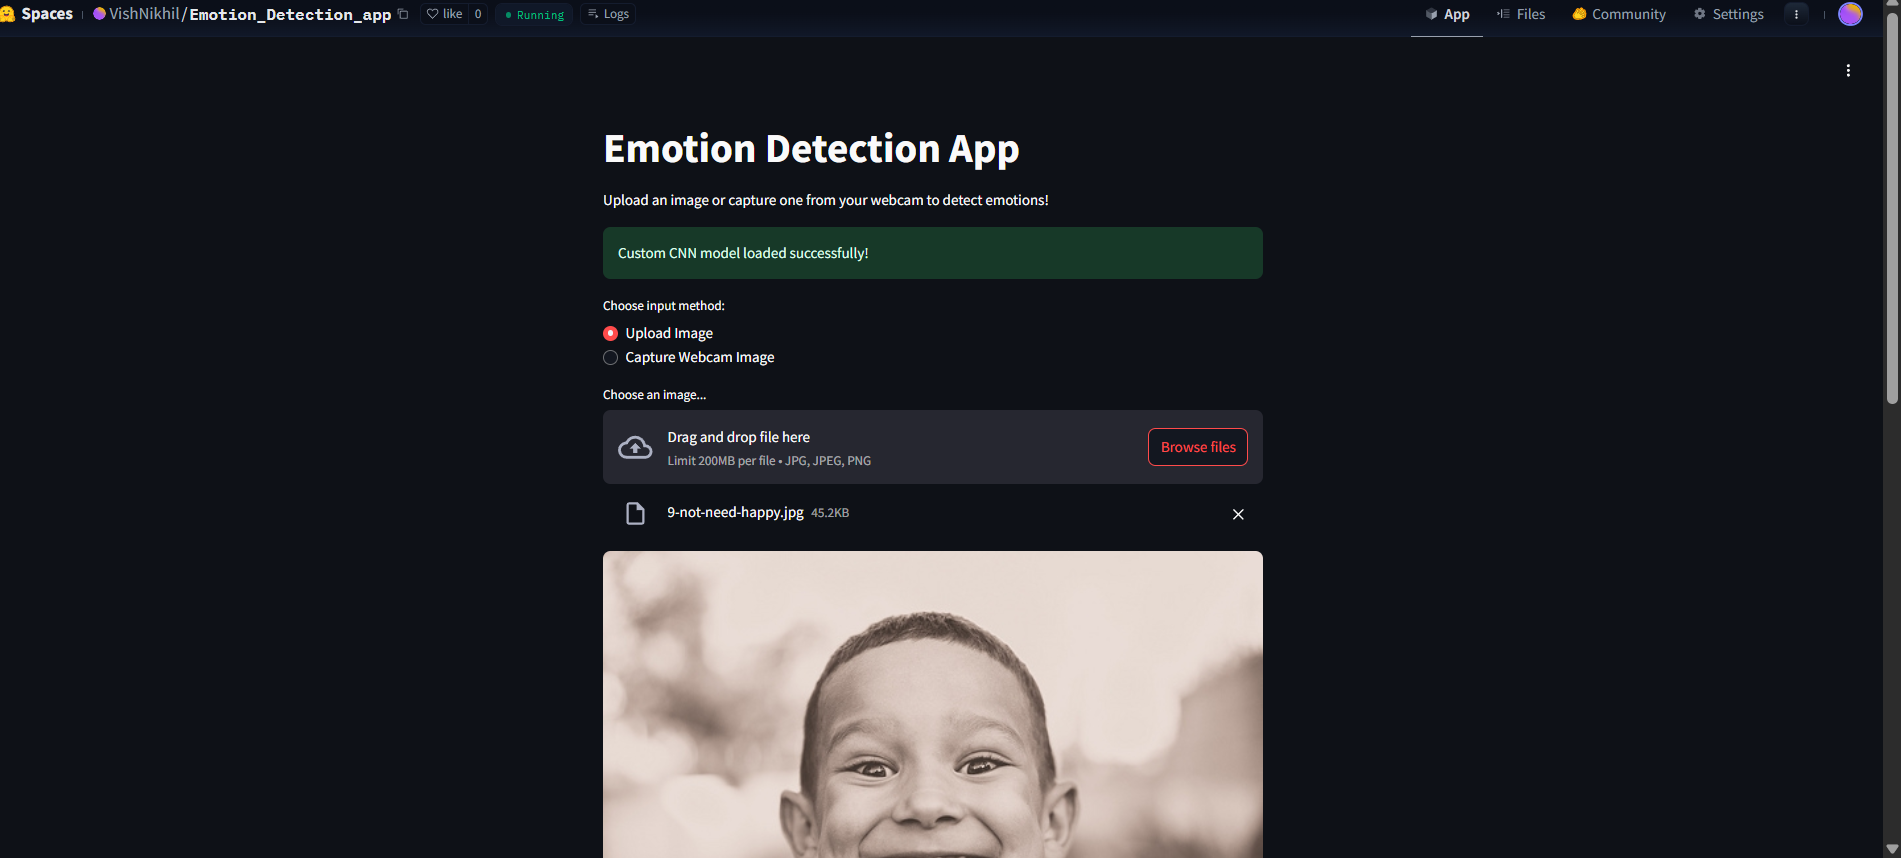 Spaces VishNikhil/Emotion_Detection_app like 0 Running Logs App Files Community Settings
Emotion Detection App
Upload an image or capture one from your webcam to detect emotions!
Custom CNN model loaded successfully!
Choose input method:
Upload Image
Capture Webcam Image
Choose an image...
Drag and drop file here
Limit 200MB per file • JPG, JPEG, PNG
Browse files
9-not-need-happy.jpg 45.2KB